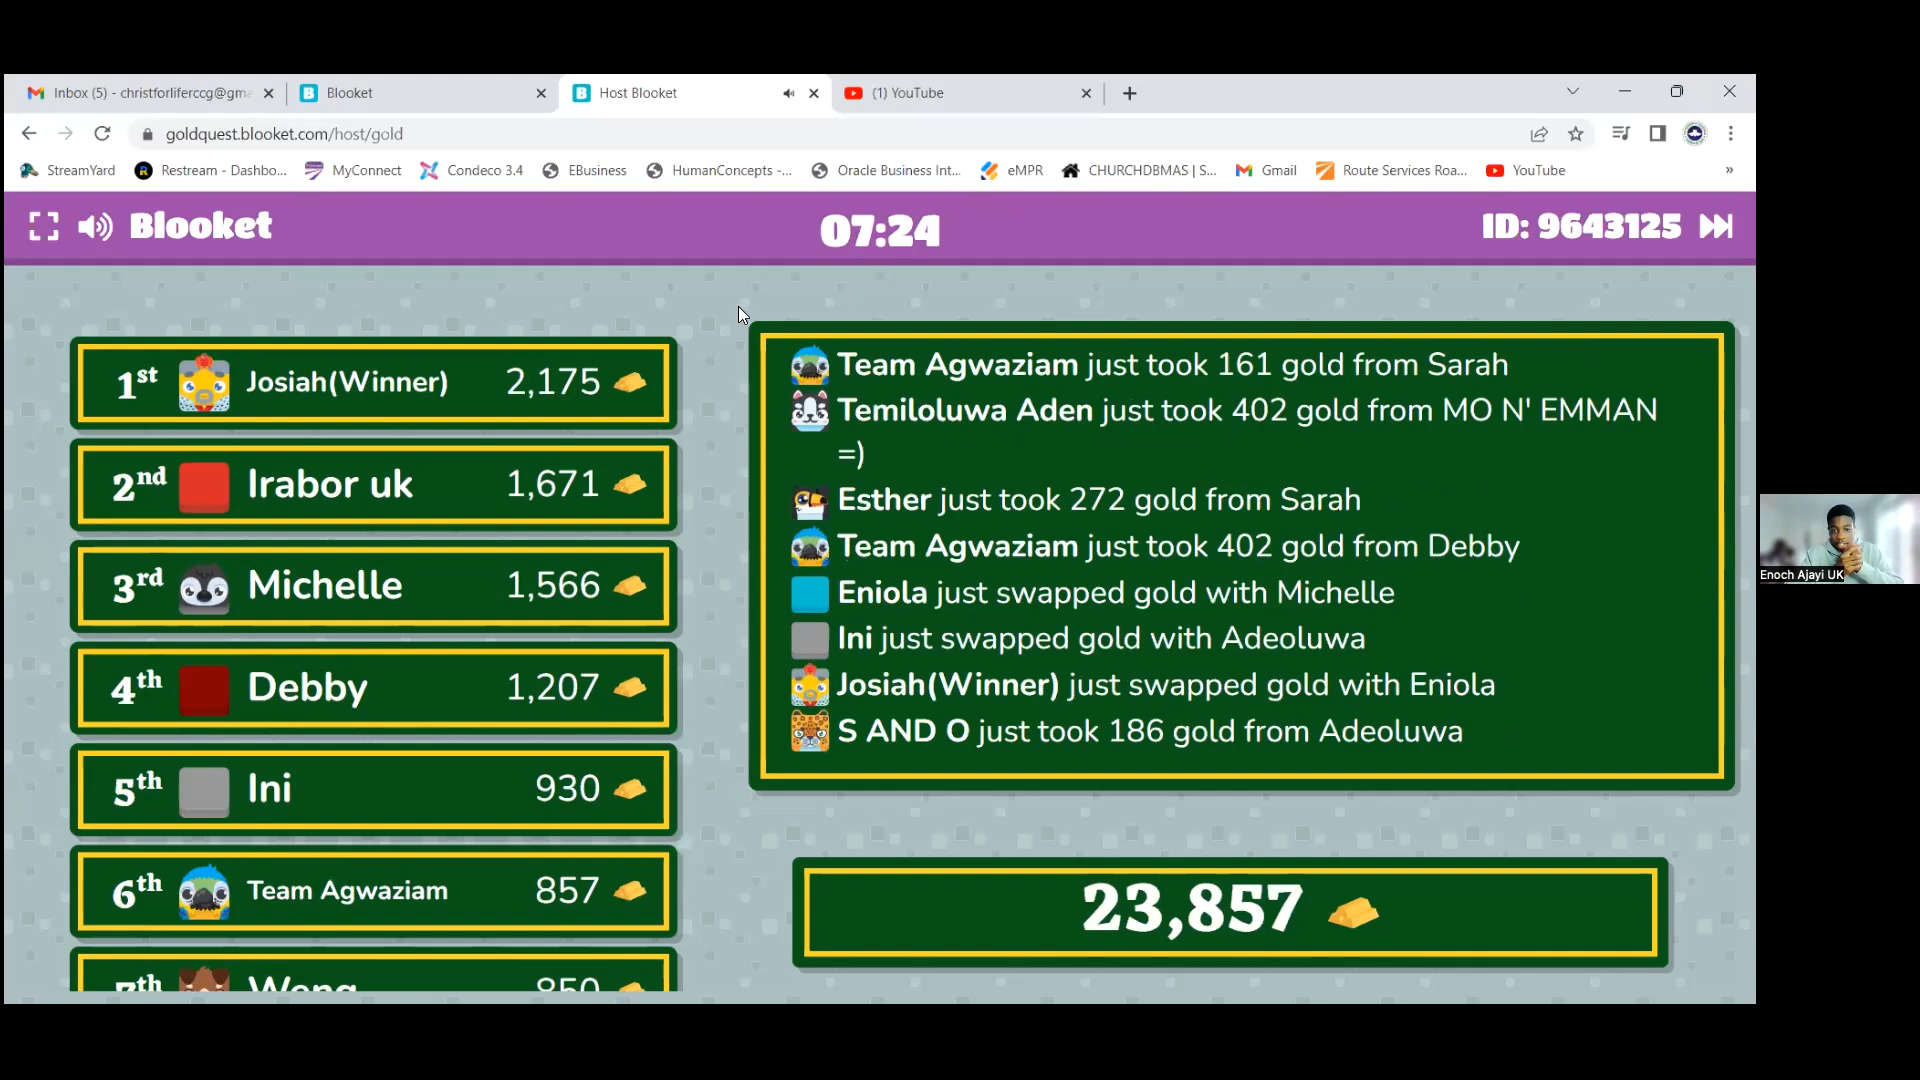 Inbox (5) - christforliferccg@gma
Blooket
Host Blooket
(1) YouTube
goldquest.blooket.com/host/gold
StreamYard
Restream - Dashbo...
MyConnect
Condeco 3.4
EBusiness
HumanConcepts -...
Oracle Business Int...
eMPR
CHURCHDBMAS | S...
Gmail
Route Services Roa...
YouTube
»
Blooket
07:24
ID: 9643125
1st Josiah(Winner) 2,175
2nd Irabor uk 1,671
3rd Michelle 1,566
4th Debby 1,207
5th Ini 930
6th Team Agwaziam 857
7th Weng 850
Team Agwaziam just took 161 gold from Sarah
Temiloluwa Aden just took 402 gold from MO N' EMMAN
=)
Esther just took 272 gold from Sarah
Team Agwaziam just took 402 gold from Debby
Eniola just swapped gold with Michelle
Ini just swapped gold with Adeoluwa
Josiah(Winner) just swapped gold with Eniola
S AND O just took 186 gold from Adeoluwa
23,857
Enoch Ajayi UK